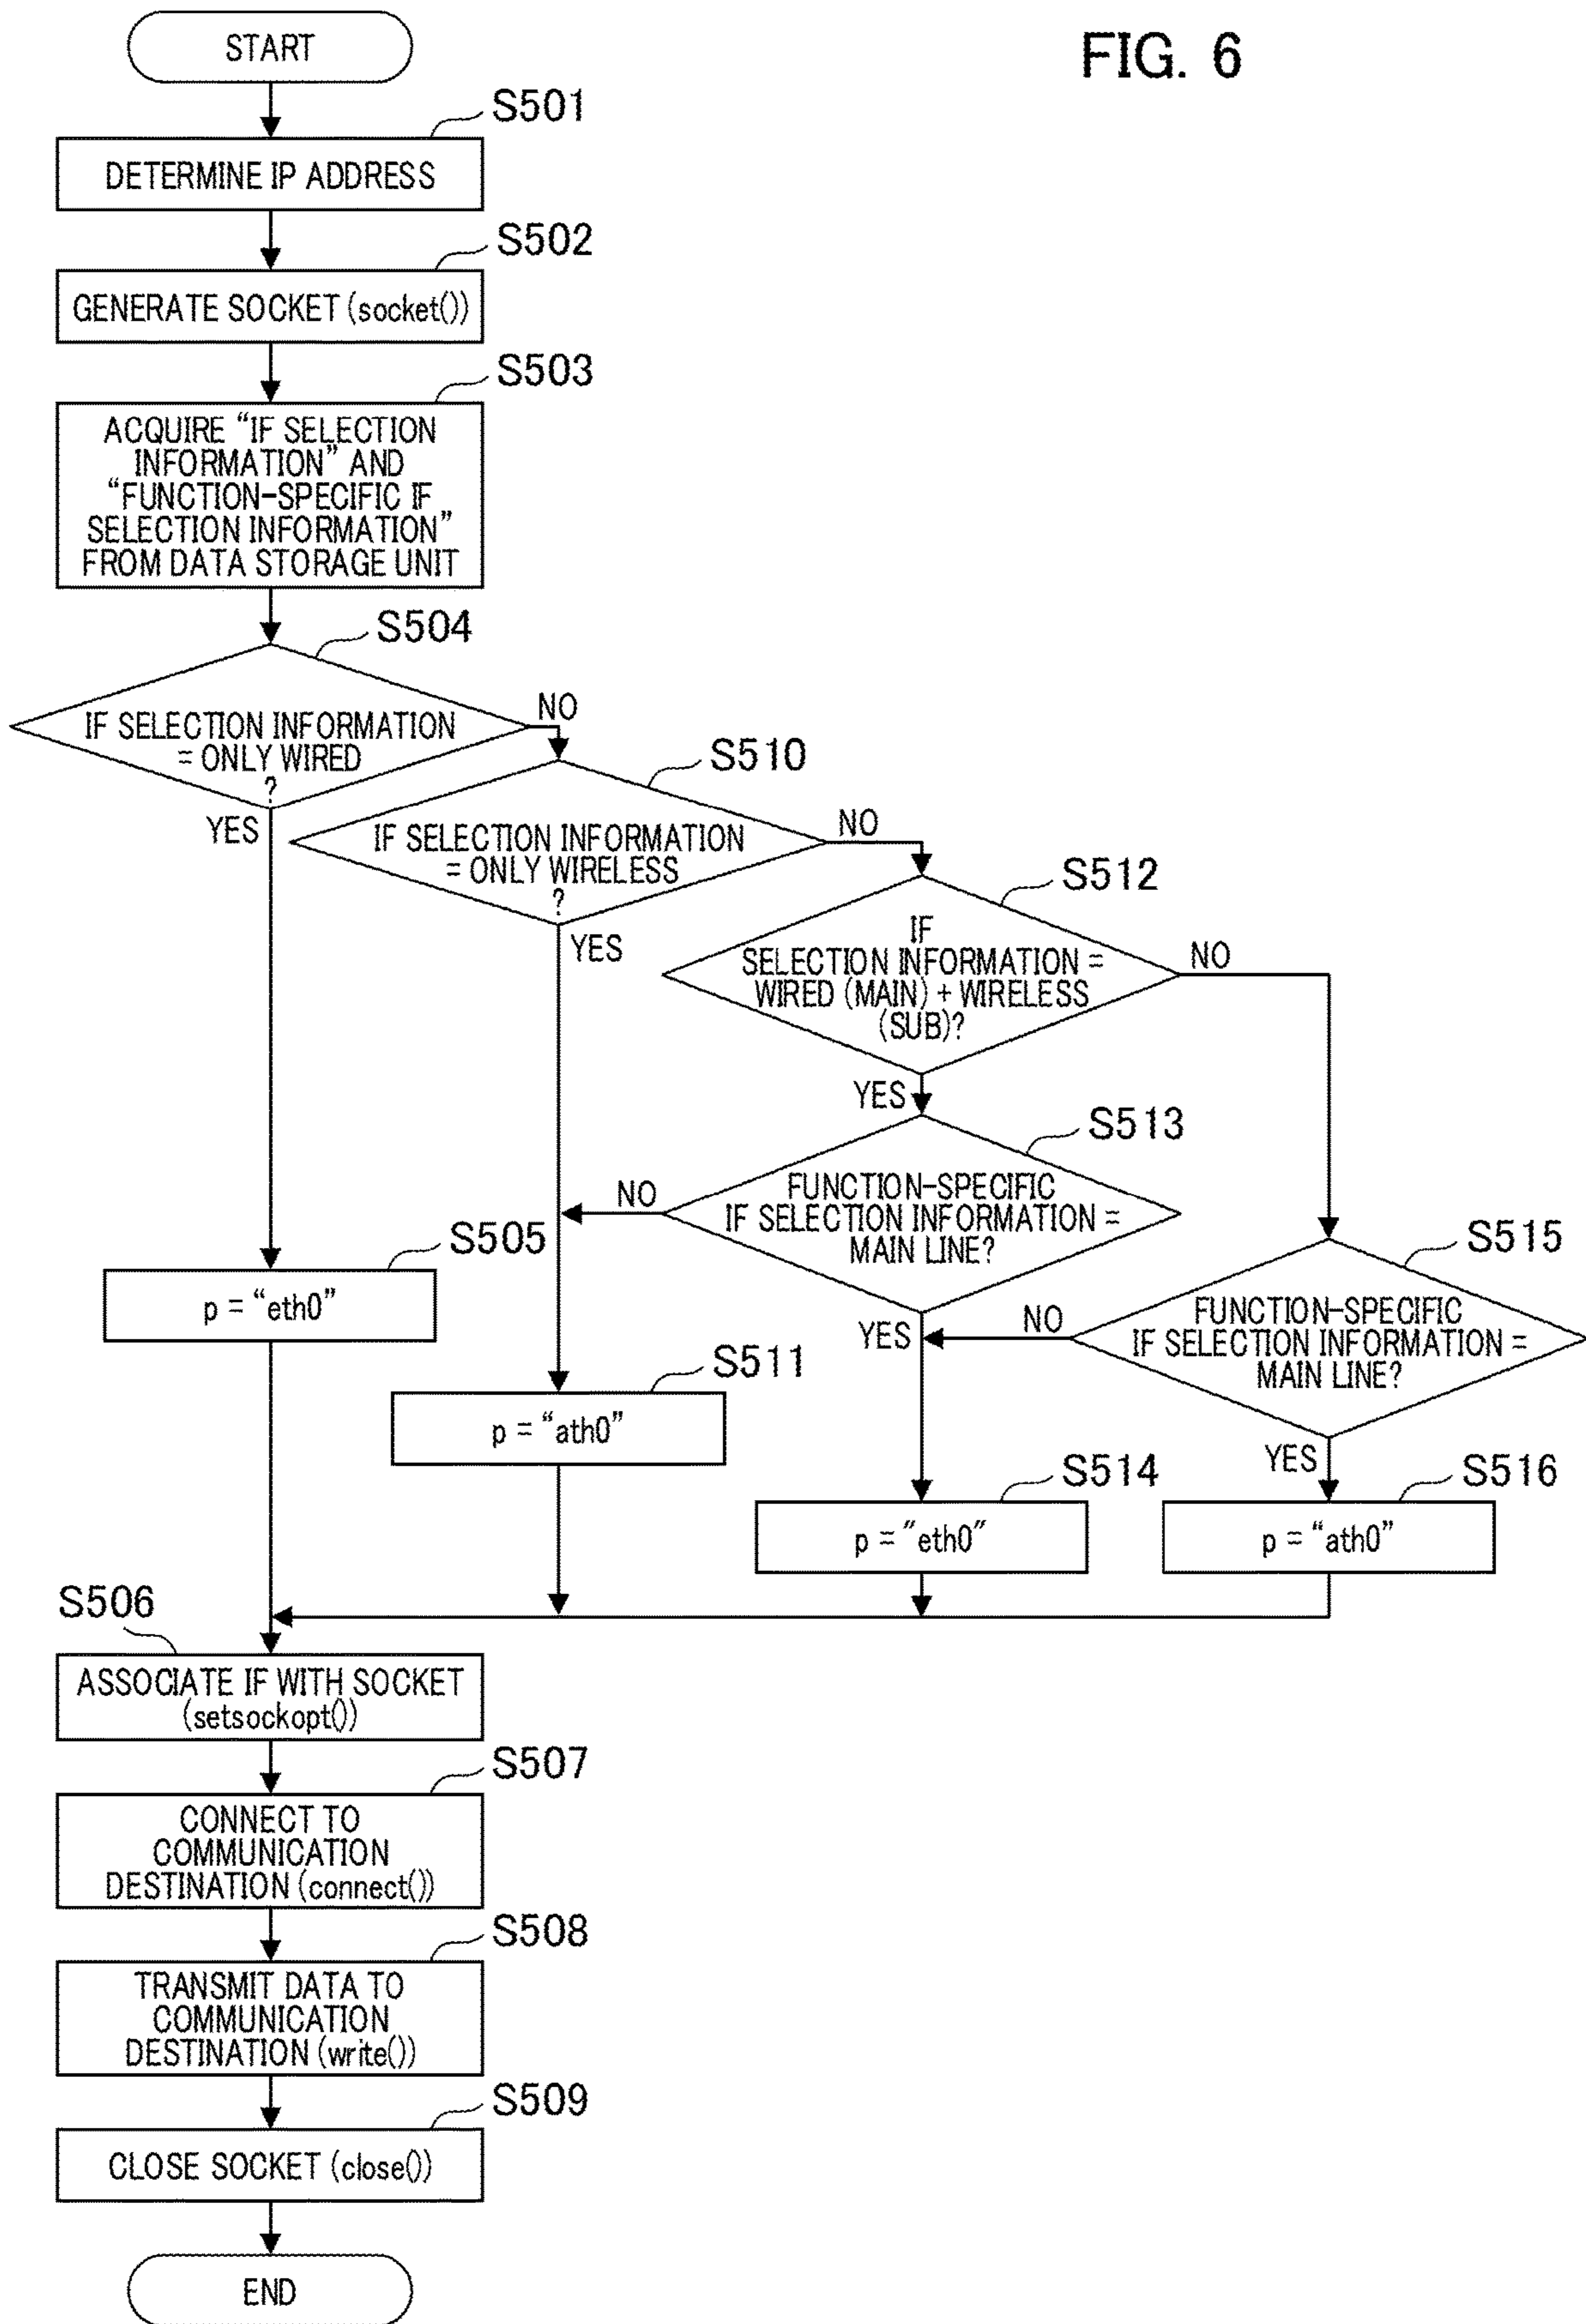 FIG. 6
START
S501
DETERMINE IP ADDRESS
S502
GENERATE SOCKET (socket())
S503
ACQUIRE “IF SELECTION
INFORMATION” AND
“FUNCTION-SPECIFIC IF
SELECTION INFORMATION”
FROM DATA STORAGE UNIT
S504
IF SELECTION INFORMATION
= ONLY WIRED
?
NO
YES
S510
IF SELECTION INFORMATION
= ONLY WIRELESS
?
NO
YES
S512
IF
SELECTION INFORMATION =
WIRED (MAIN) + WIRELESS
(SUB)?
NO
YES
S513
FUNCTION-SPECIFIC
IF SELECTION INFORMATION =
MAIN LINE?
NO
YES
S515
FUNCTION-SPECIFIC
IF SELECTION INFORMATION =
MAIN LINE?
NO
YES
S505
p = “eth0”
S511
p = “ath0”
S514
p = "eth0"
S516
p = “ath0”
S506
ASSOCIATE IF WITH SOCKET
(setsockopt())
S507
CONNECT TO
COMMUNICATION
DESTINATION (connect())
S508
TRANSMIT DATA TO
COMMUNICATION
DESTINATION (write())
S509
CLOSE SOCKET (close())
END